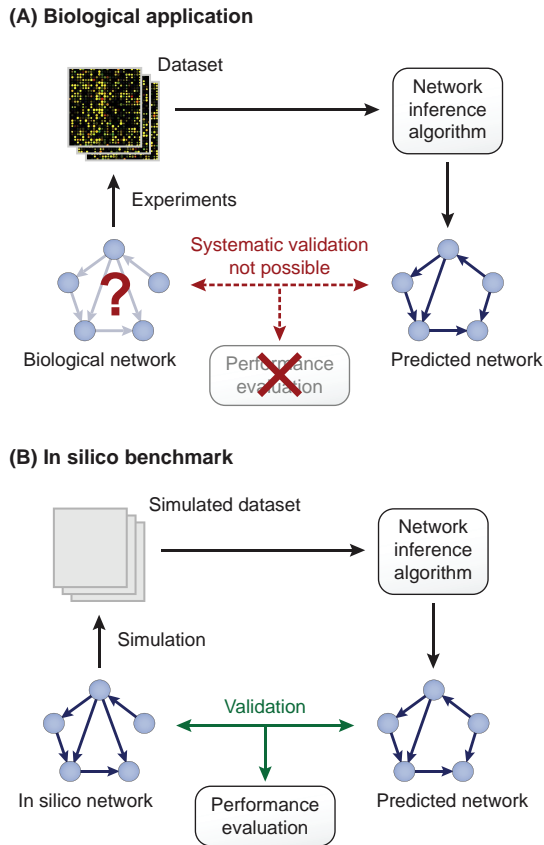 (A) Biological application
Dataset
Network
inference
algorithm
Experiments
Systematic validation
not possible
?
Biological network
Performance
evaluation
Predicted network
(B) In silico benchmark
Simulated dataset
Network
inference
algorithm
Simulation
Validation
In silico network
Performance
evaluation
Predicted network